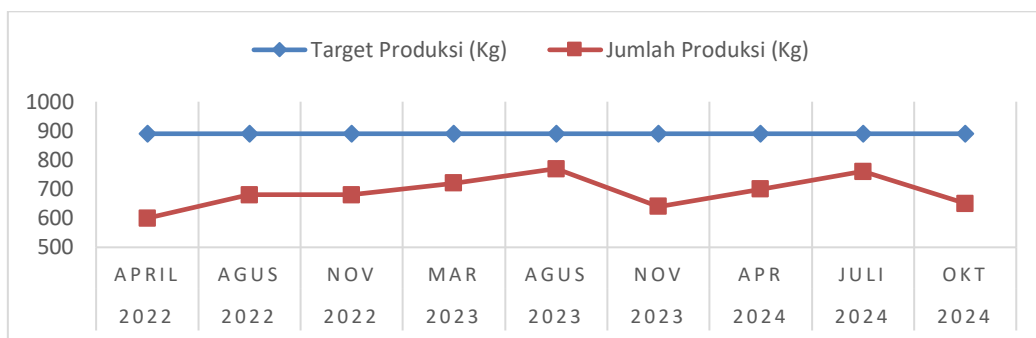 Target Produksi (Kg) Jumlah Produksi (Kg)
1000
900
800
700
600
500
APRIL AGUS NOV MAR AGUS NOV APR JULI OKT
2022 2022 2022 2023 2023 2023 2024 2024 2024